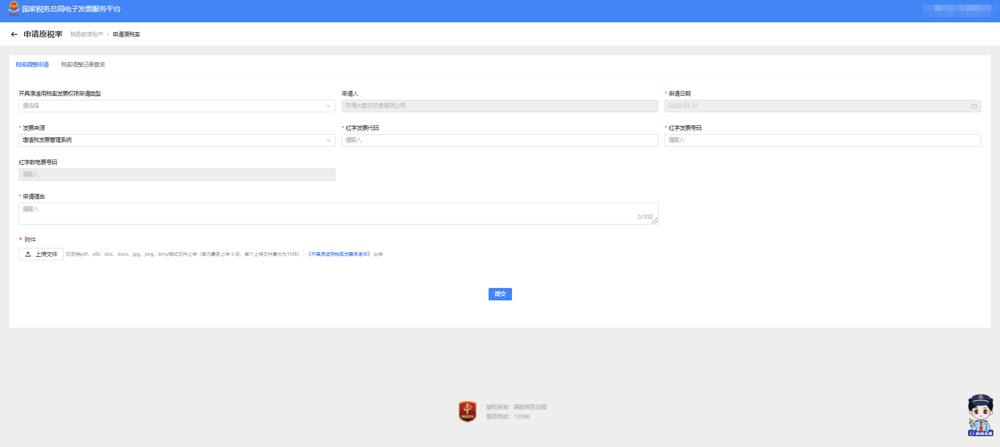 国家税务总局电子发票服务平台
申请原税率 税务数字账户 > 申请原税率
税率调整申请 税率调整记录查询
开具原适用税率发票权限申请类型 申请人 * 申请日期
请选择 珠海大家乐饮食有限公司 2023-03-31
* 发票来源 * 红字发票代码 * 红字发票号码
增值税发票管理系统 请输入 请输入
红字数电票号码
请输入
* 申请理由
请输入
0/300
* 附件
上传文件 仅支持pdf、ofd、doc、docx、jpg、png、bmp格式文件上传（单次最多上传 5 份、单个上传文件最大为1MB），《开具原适用税率发票承诺书》 必传
提交
版权所有：国家税务总局
服务电话：12366
党政机关